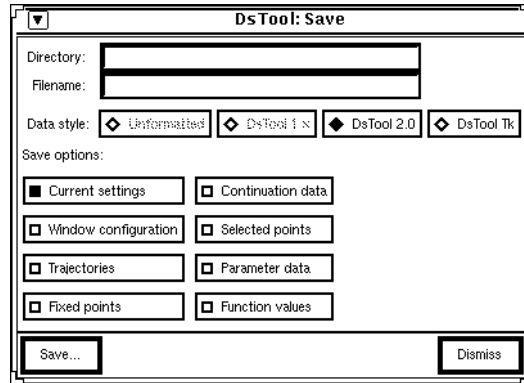 DsTool: Save
Directory:
Filename:
Data style: Unformatted DsTool 1.x DsTool 2.0 DsTool Tk
Save options:
Current settings Continuation data
Window configuration Selected points
Trajectories Parameter data
Fixed points Function values
Save... Dismiss